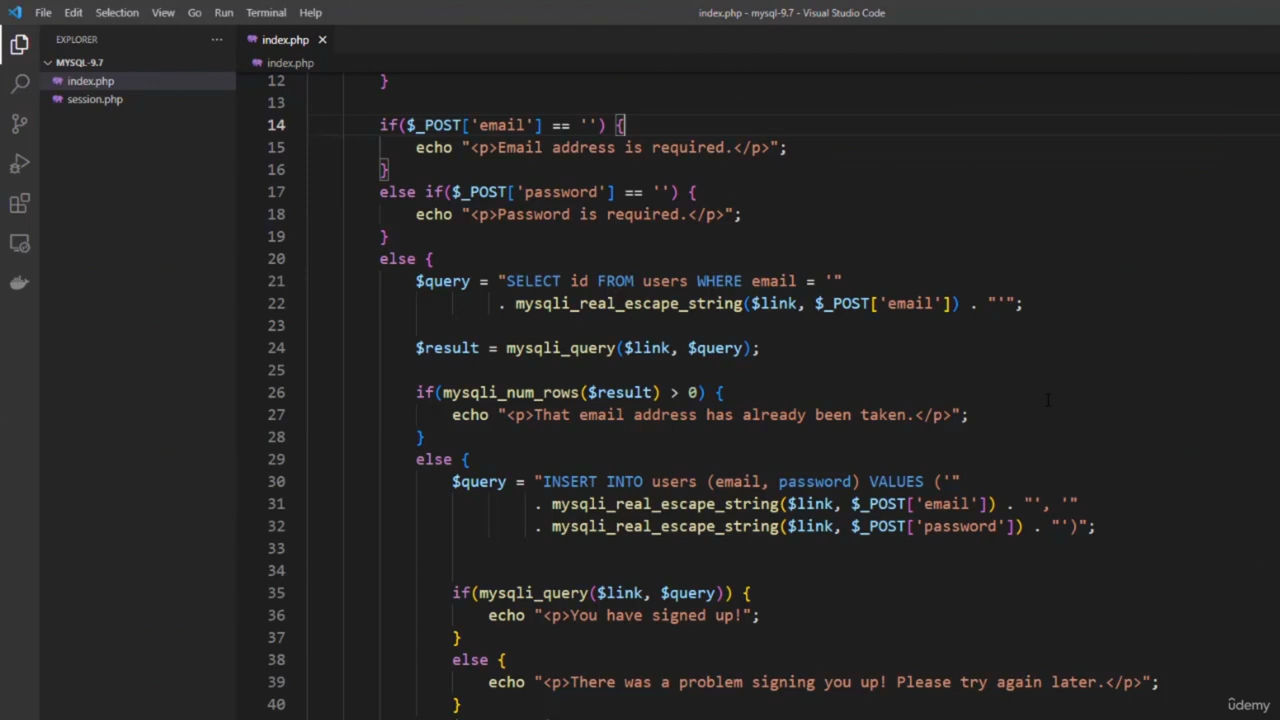 File Edit Selection View Go Run Terminal Help
index.php - mysql-9.7 - Visual Studio Code
EXPLORER ···
MYSQL-9.7
index.php
session.php
index.php
index.php
12 }
13
14 if($_POST['email'] == '') {
15 echo "<p>Email address is required.</p>";
16 }
17 else if($_POST['password'] == '') {
18 echo "<p>Password is required.</p>";
19 }
20 else {
21 $query = "SELECT id FROM users WHERE email = '"
22 . mysqli_real_escape_string($link, $_POST['email']) . "'";
23
24 $result = mysqli_query($link, $query);
25
26 if(mysqli_num_rows($result) > 0) {
27 echo "<p>That email address has already been taken.</p>";
28 }
29 else {
30 $query = "INSERT INTO users (email, password) VALUES ('"
31 . mysqli_real_escape_string($link, $_POST['email']) . "', '"
32 . mysqli_real_escape_string($link, $_POST['password']) . "')";
33
34
35 if(mysqli_query($link, $query)) {
36 echo "<p>You have signed up!";
37 }
38 else {
39 echo "<p>There was a problem signing you up! Please try again later.</p>";
40 }
ûdemy